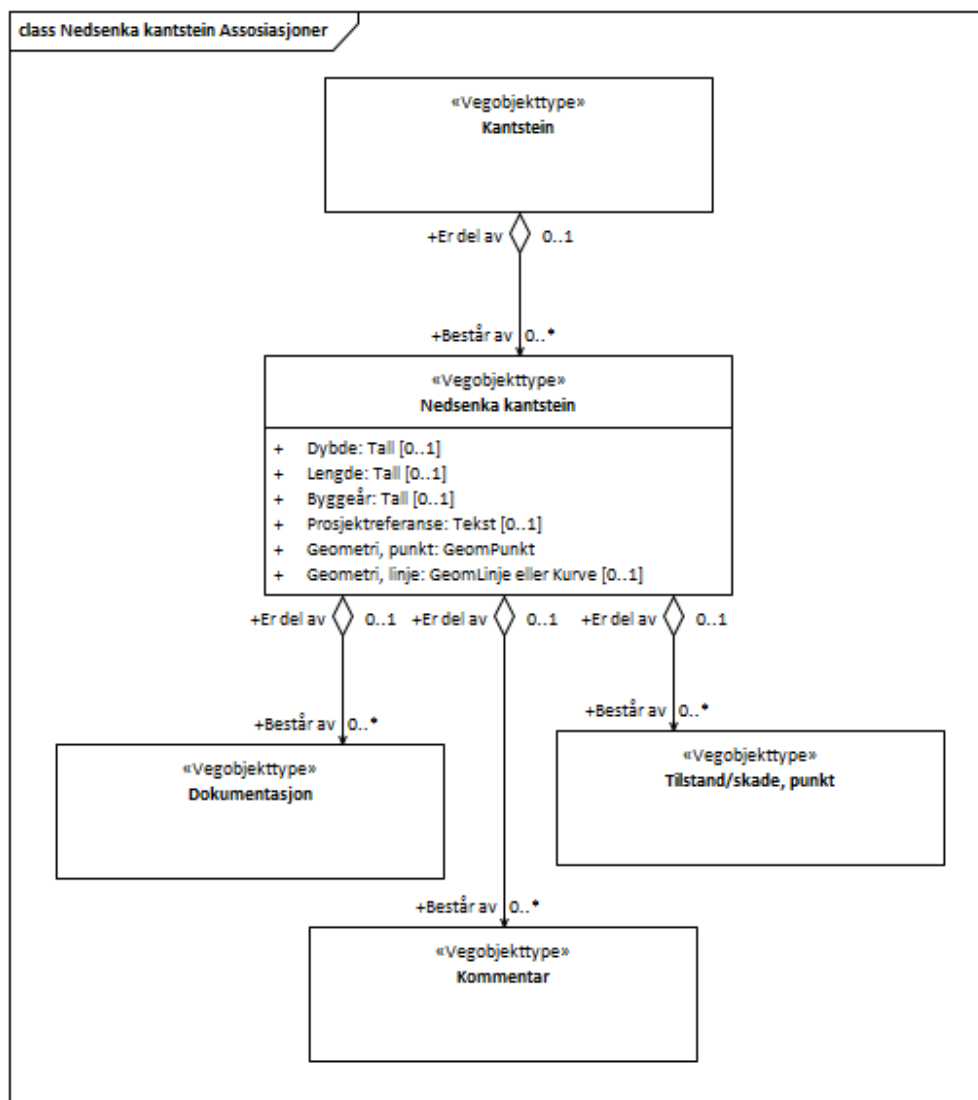 class Nedsenka kantstein Assosiasjoner
«Vegobjekttype»
Kantstein
+Er del av 0..1
+Består av 0..*
«Vegobjekttype»
Nedsenka kantstein
+ Dybde: Tall [0..1]
+ Lengde: Tall [0..1]
+ Byggeår: Tall [0..1]
+ Prosjektreferanse: Tekst [0..1]
+ Geometri, punkt: GeomPunkt
+ Geometri, linje: GeomLinje eller Kurve [0..1]
+Er del av 0..1 +Er del av 0..1 +Er del av 0..1
+Består av 0..*
«Vegobjekttype»
Dokumentasjon
+Består av 0..*
«Vegobjekttype»
Tilstand/skade, punkt
+Består av 0..*
«Vegobjekttype»
Kommentar